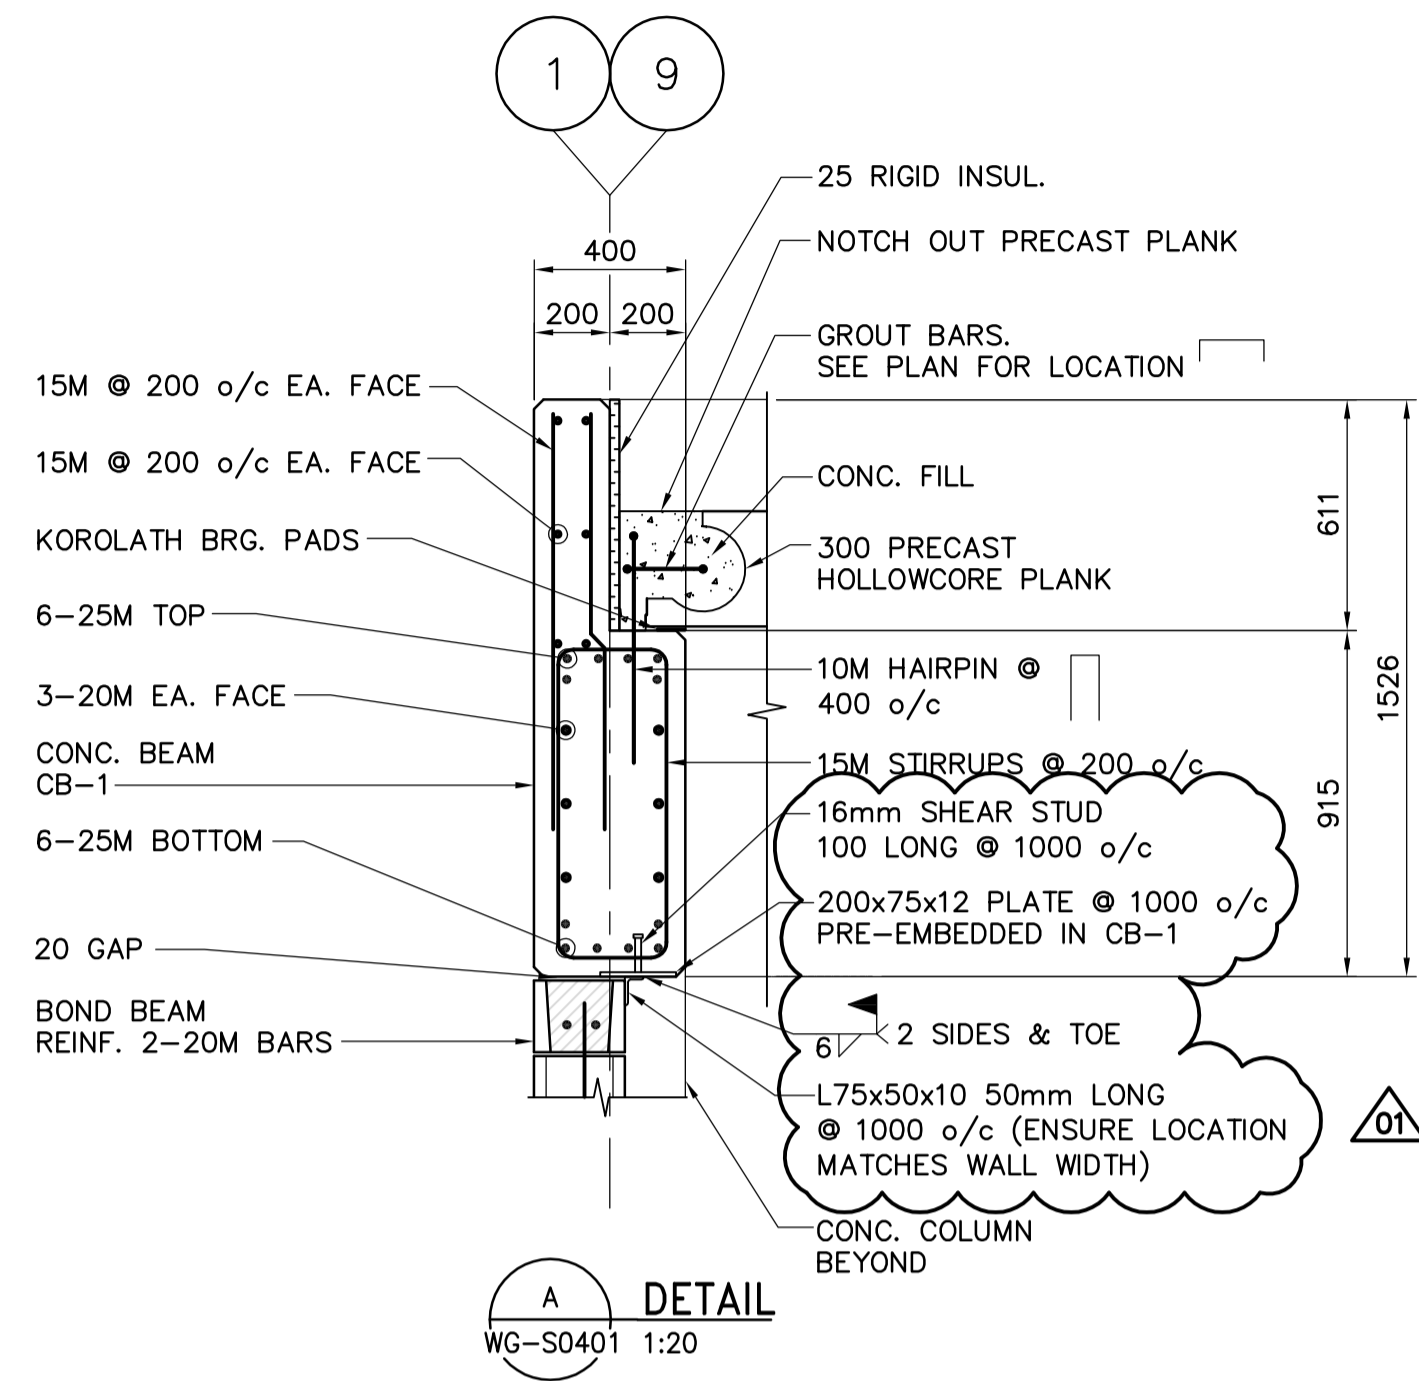 1
9
400
200
200
25 RIGID INSUL.
NOTCH OUT PRECAST PLANK
GROUT BARS.
SEE PLAN FOR LOCATION
15M @ 200 o/c EA. FACE
15M @ 200 o/c EA. FACE
KOROLATH BRG. PADS
6-25M TOP
3-20M EA. FACE
CONC. BEAM
CB-1
6-25M BOTTOM
20 GAP
BOND BEAM
REINF. 2-20M BARS
CONC. FILL
300 PRECAST
HOLLOWCORE PLANK
10M HAIRPIN @
400 o/c
15M STIRRUPS @ 200 o/c
16mm SHEAR STUD
100 LONG @ 1000 o/c
200x75x12 PLATE @ 1000 o/c
PRE-EMBEDDED IN CB-1
6
2 SIDES & TOE
L75x50x10 50mm LONG
@ 1000 o/c (ENSURE LOCATION
MATCHES WALL WIDTH)
CONC. COLUMN
BEYOND
611
915
1526
01
A
DETAIL
WG-S0401
1:20